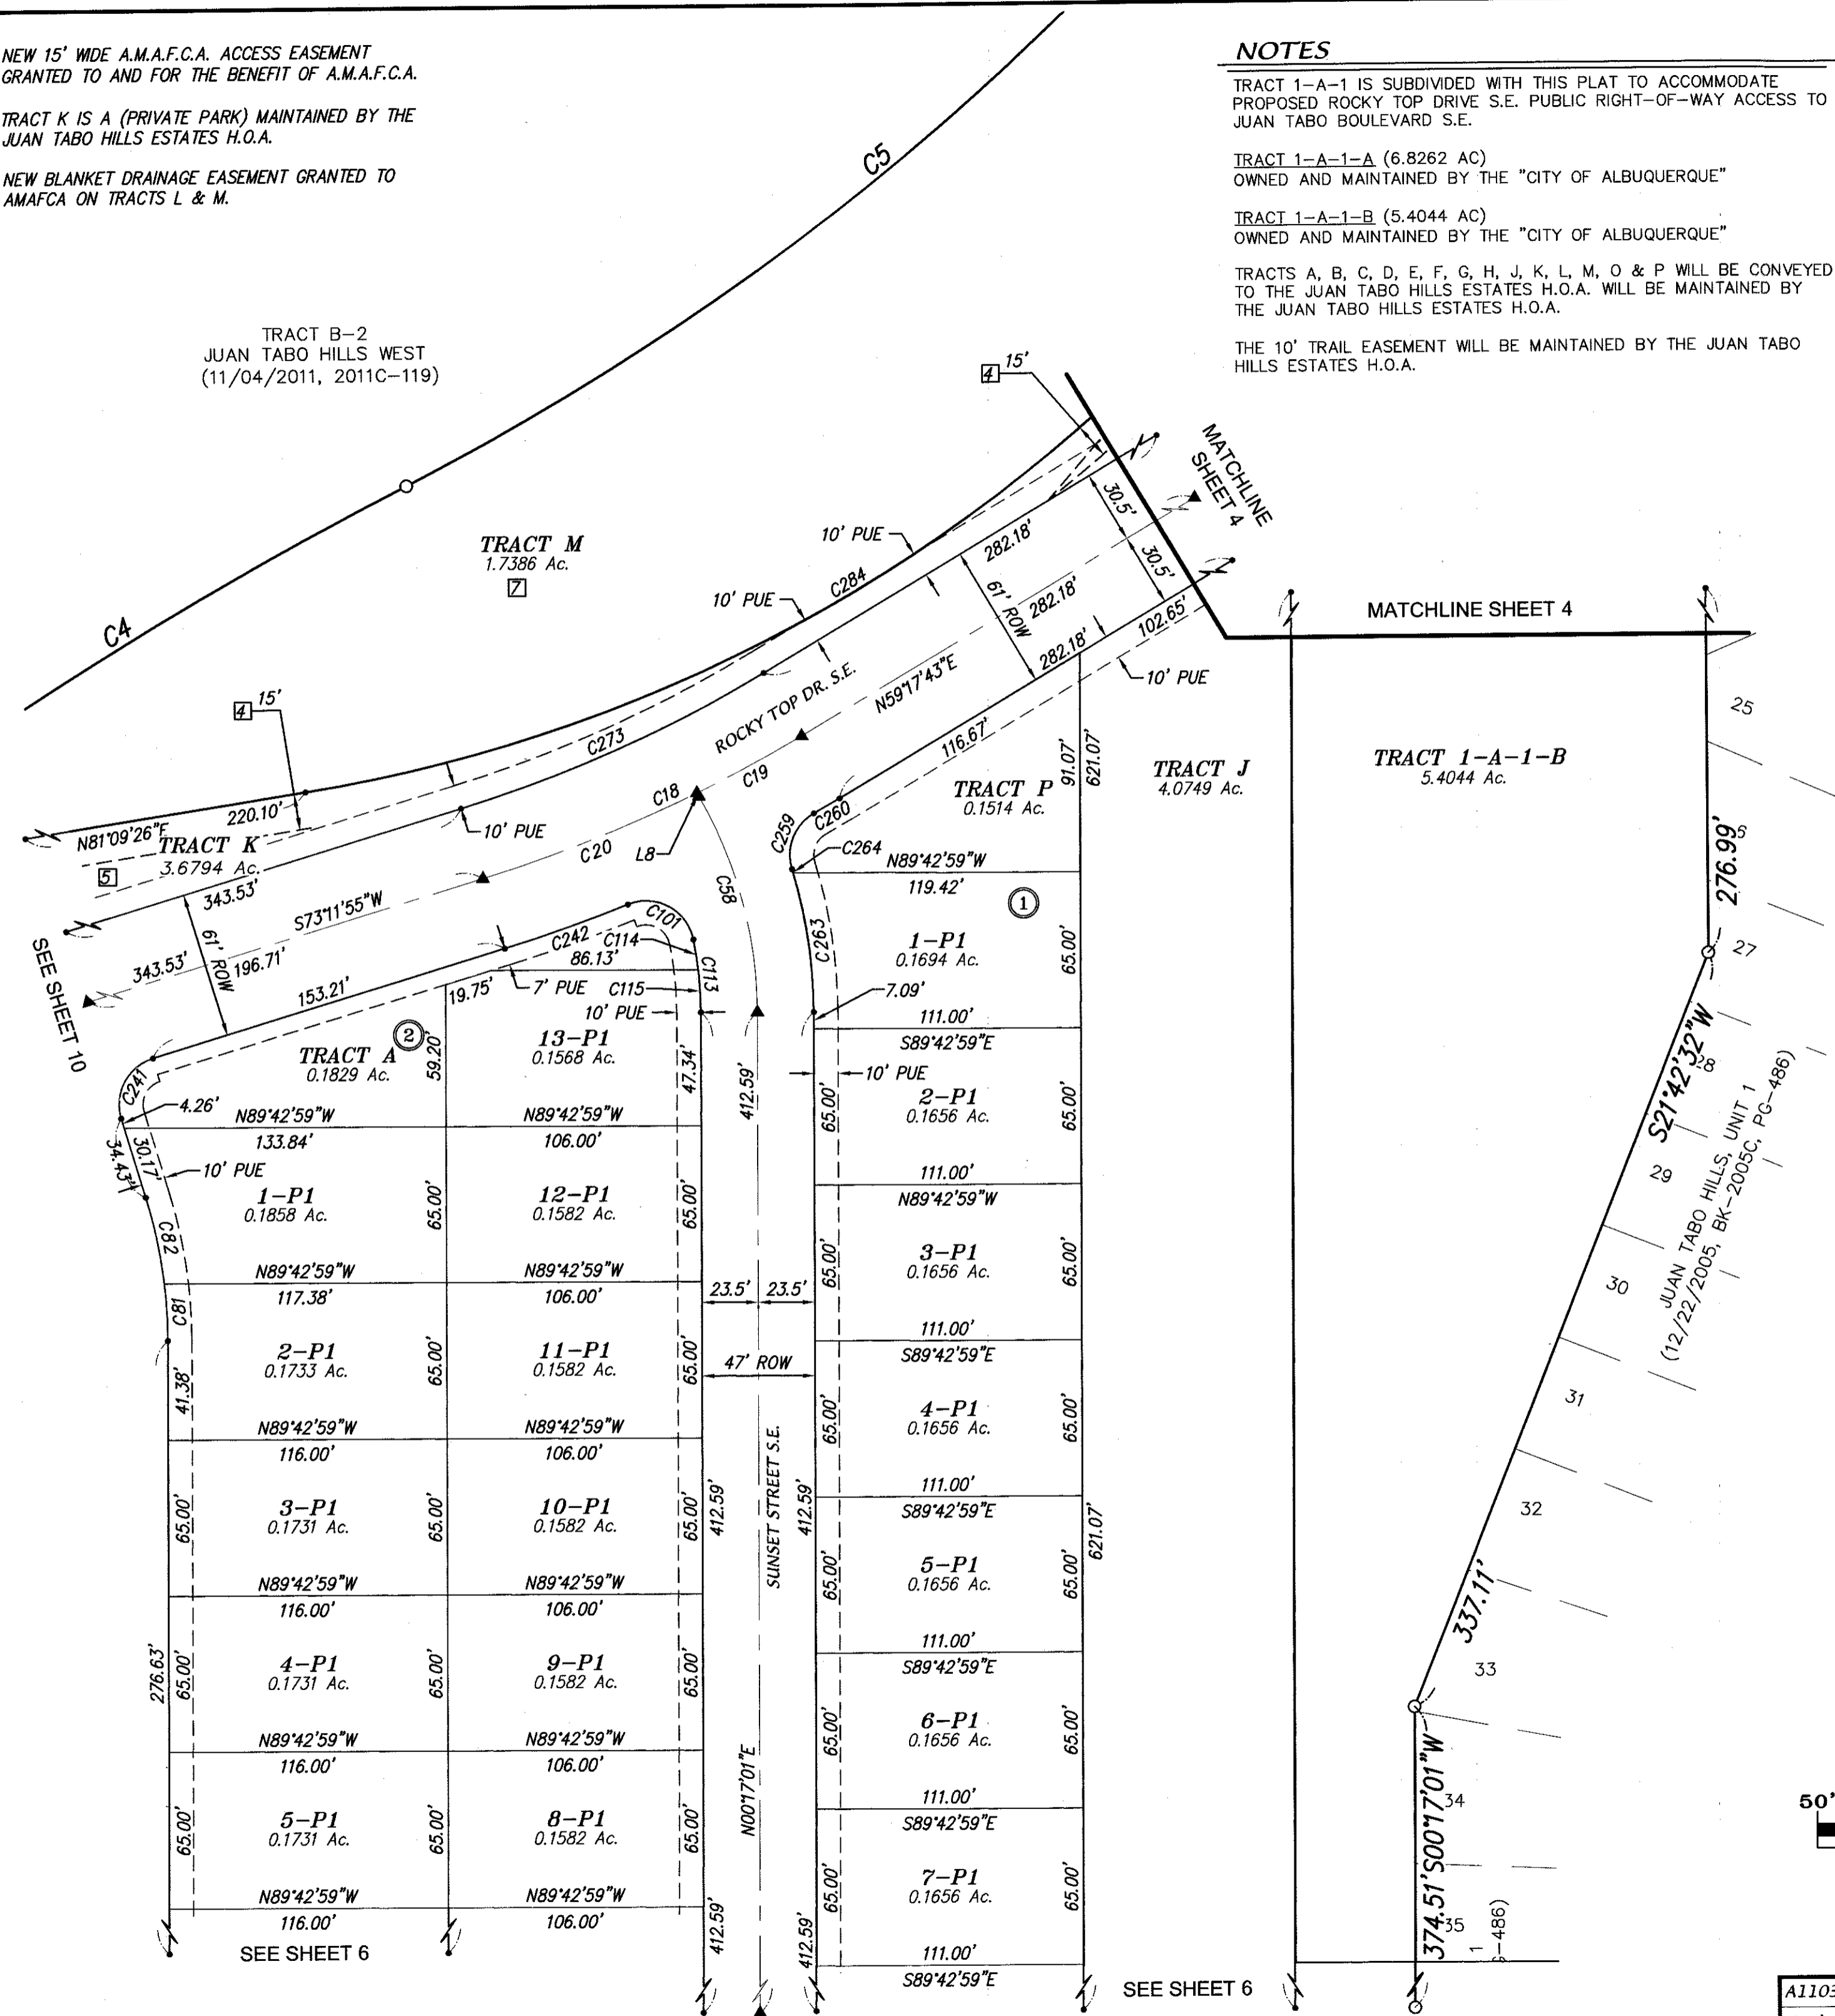 NEW 15' WIDE A.M.A.F.C.A. ACCESS EASEMENT
GRANTED TO AND FOR THE BENEFIT OF A.M.A.F.C.A.
TRACT K IS A (PRIVATE PARK) MAINTAINED BY THE
JUAN TABO HILLS ESTATES H.O.A.
NEW BLANKET DRAINAGE EASEMENT GRANTED TO
AMAFCA ON TRACTS L & M.
NOTES
TRACT 1-A-1 IS SUBDIVIDED WITH THIS PLAT TO ACCOMMODATE
PROPOSED ROCKY TOP DRIVE S.E. PUBLIC RIGHT-OF-WAY ACCESS TO
JUAN TABO BOULEVARD S.E.
TRACT 1-A-1-A (6.8262 AC)
OWNED AND MAINTAINED BY THE "CITY OF ALBUQUERQUE"
TRACT 1-A-1-B (5.4044 AC)
OWNED AND MAINTAINED BY THE "CITY OF ALBUQUERQUE"
TRACTS A, B, C, D, E, F, G, H, J, K, L, M, O & P WILL BE CONVEYED
TO THE JUAN TABO HILLS ESTATES H.O.A. WILL BE MAINTAINED BY
THE JUAN TABO HILLS ESTATES H.O.A.
THE 10' TRAIL EASEMENT WILL BE MAINTAINED BY THE JUAN TABO
HILLS ESTATES H.O.A.
C5
TRACT B-2
JUAN TABO HILLS WEST
(11/04/2011, 2011C-119)
C4
TRACT M
1.7386 Ac.
7
4 15'
MATCHLINE
SHEET 4
30.5'
30.5'
10' PUE
C284
10' PUE
282.18'
61' ROW
282.18'
282.18'
102.65'
10' PUE
MATCHLINE SHEET 4
4 15'
C273
ROCKY TOP DR. S.E.
N59°17'43"E
116.67'
N81°09'26"E
220.10'
TRACT K
3.6794 Ac.
5
10' PUE
C18
C19
C20
L8
343.53'
S73°11'55"W
61' ROW
343.53'
196.71'
SEE SHEET 10
C58
C259
C260
C264
TRACT P
0.1514 Ac.
91.07'
621.07'
N89°42'59"W
119.42'
1
TRACT J
4.0749 Ac.
TRACT 1-A-1-B
5.4044 Ac.
25
6
276.99'
27
S21°42'32"W
28
29
30
31
32
33
34
35
JUAN TABO HILLS, UNIT 1
(12/22/2005, BK-2005C, PG-486)
337.11'
S00°17'01"W
374.51'
1
-486)
C101
C242
C114
86.13'
C113
C115
153.21'
19.75'
7' PUE
10' PUE
2
TRACT A
0.1829 Ac.
59.20'
13-P1
0.1568 Ac.
47.34'
412.59'
C241
4.26'
N89°42'59"W
133.84'
N89°42'59"W
106.00'
34.43'
30.17'
10' PUE
1-P1
0.1858 Ac.
65.00'
12-P1
0.1582 Ac.
65.00'
C82
N89°42'59"W
117.38'
N89°42'59"W
106.00'
23.5'
23.5'
C81
2-P1
0.1733 Ac.
65.00'
11-P1
0.1582 Ac.
65.00'
47' ROW
41.38'
N89°42'59"W
116.00'
N89°42'59"W
106.00'
65.00'
3-P1
0.1731 Ac.
65.00'
10-P1
0.1582 Ac.
65.00'
412.59'
SUNSET STREET S.E.
412.59'
N89°42'59"W
116.00'
N89°42'59"W
106.00'
276.63'
65.00'
4-P1
0.1731 Ac.
65.00'
9-P1
0.1582 Ac.
65.00'
N89°42'59"W
116.00'
N89°42'59"W
106.00'
N00°17'01"E
65.00'
5-P1
0.1731 Ac.
65.00'
8-P1
0.1582 Ac.
65.00'
N89°42'59"W
116.00'
N89°42'59"W
106.00'
412.59'
412.59'
SEE SHEET 6
C263
1-P1
0.1694 Ac.
65.00'
7.09'
111.00'
S89°42'59"E
10' PUE
65.00'
2-P1
0.1656 Ac.
65.00'
111.00'
N89°42'59"W
65.00'
3-P1
0.1656 Ac.
65.00'
111.00'
S89°42'59"E
65.00'
4-P1
0.1656 Ac.
65.00'
111.00'
S89°42'59"E
65.00'
5-P1
0.1656 Ac.
65.00'
621.07'
111.00'
S89°42'59"E
65.00'
6-P1
0.1656 Ac.
65.00'
111.00'
S89°42'59"E
65.00'
7-P1
0.1656 Ac.
65.00'
111.00'
S89°42'59"E
SEE SHEET 6
50'
A1103